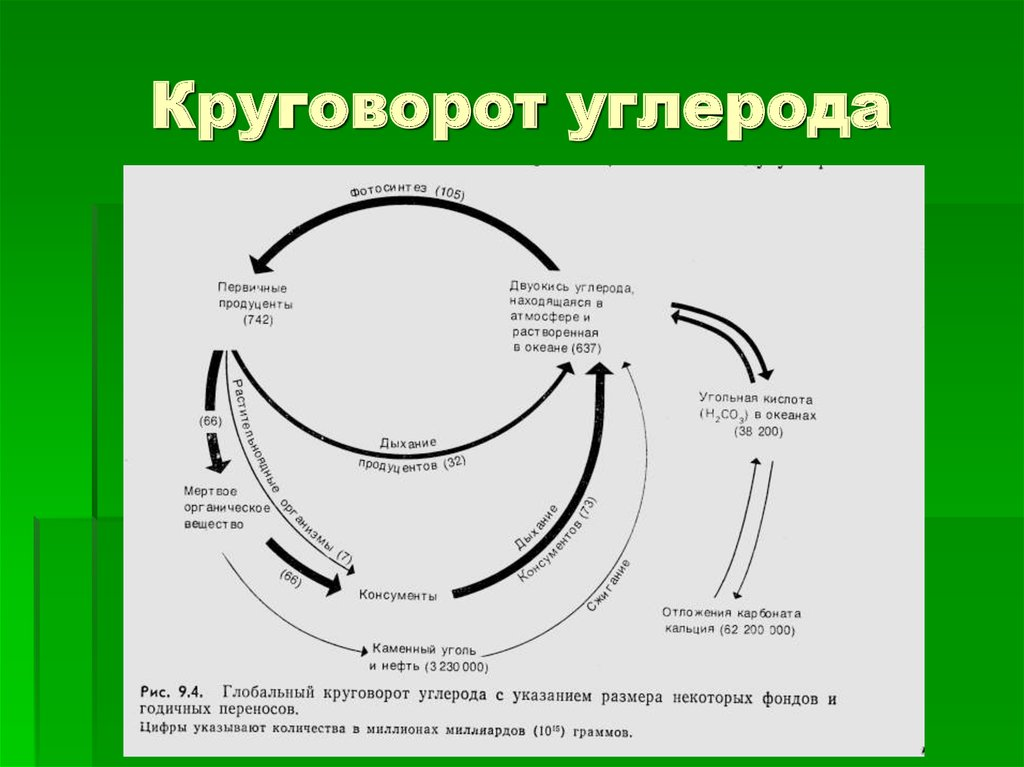 Круговорот углерода
Фотосинтез (105)
Первичные
продуценты
(742)
Двуокись углерода,
находящаяся в
атмосфере и
растворенная
в океане (637)
Угольная кислота
(H₂CO₃) в океанах
(38 200)
(66)
Растительноядные организмы (7)
Дыхание
продуцентов (32)
Мертвое
органическое
вещество
(66)
Дыхание
Консументов (73)
Консументы
Сжигание
Отложения карбоната
кальция (62 200 000)
Каменный уголь
и нефть (3 230 000)
Рис. 9.4. Глобальный круговорот углерода с указанием размера некоторых фондов и
годичных переносов.
Цифры указывают количества в миллионах миллиардов (10¹⁵) граммов.